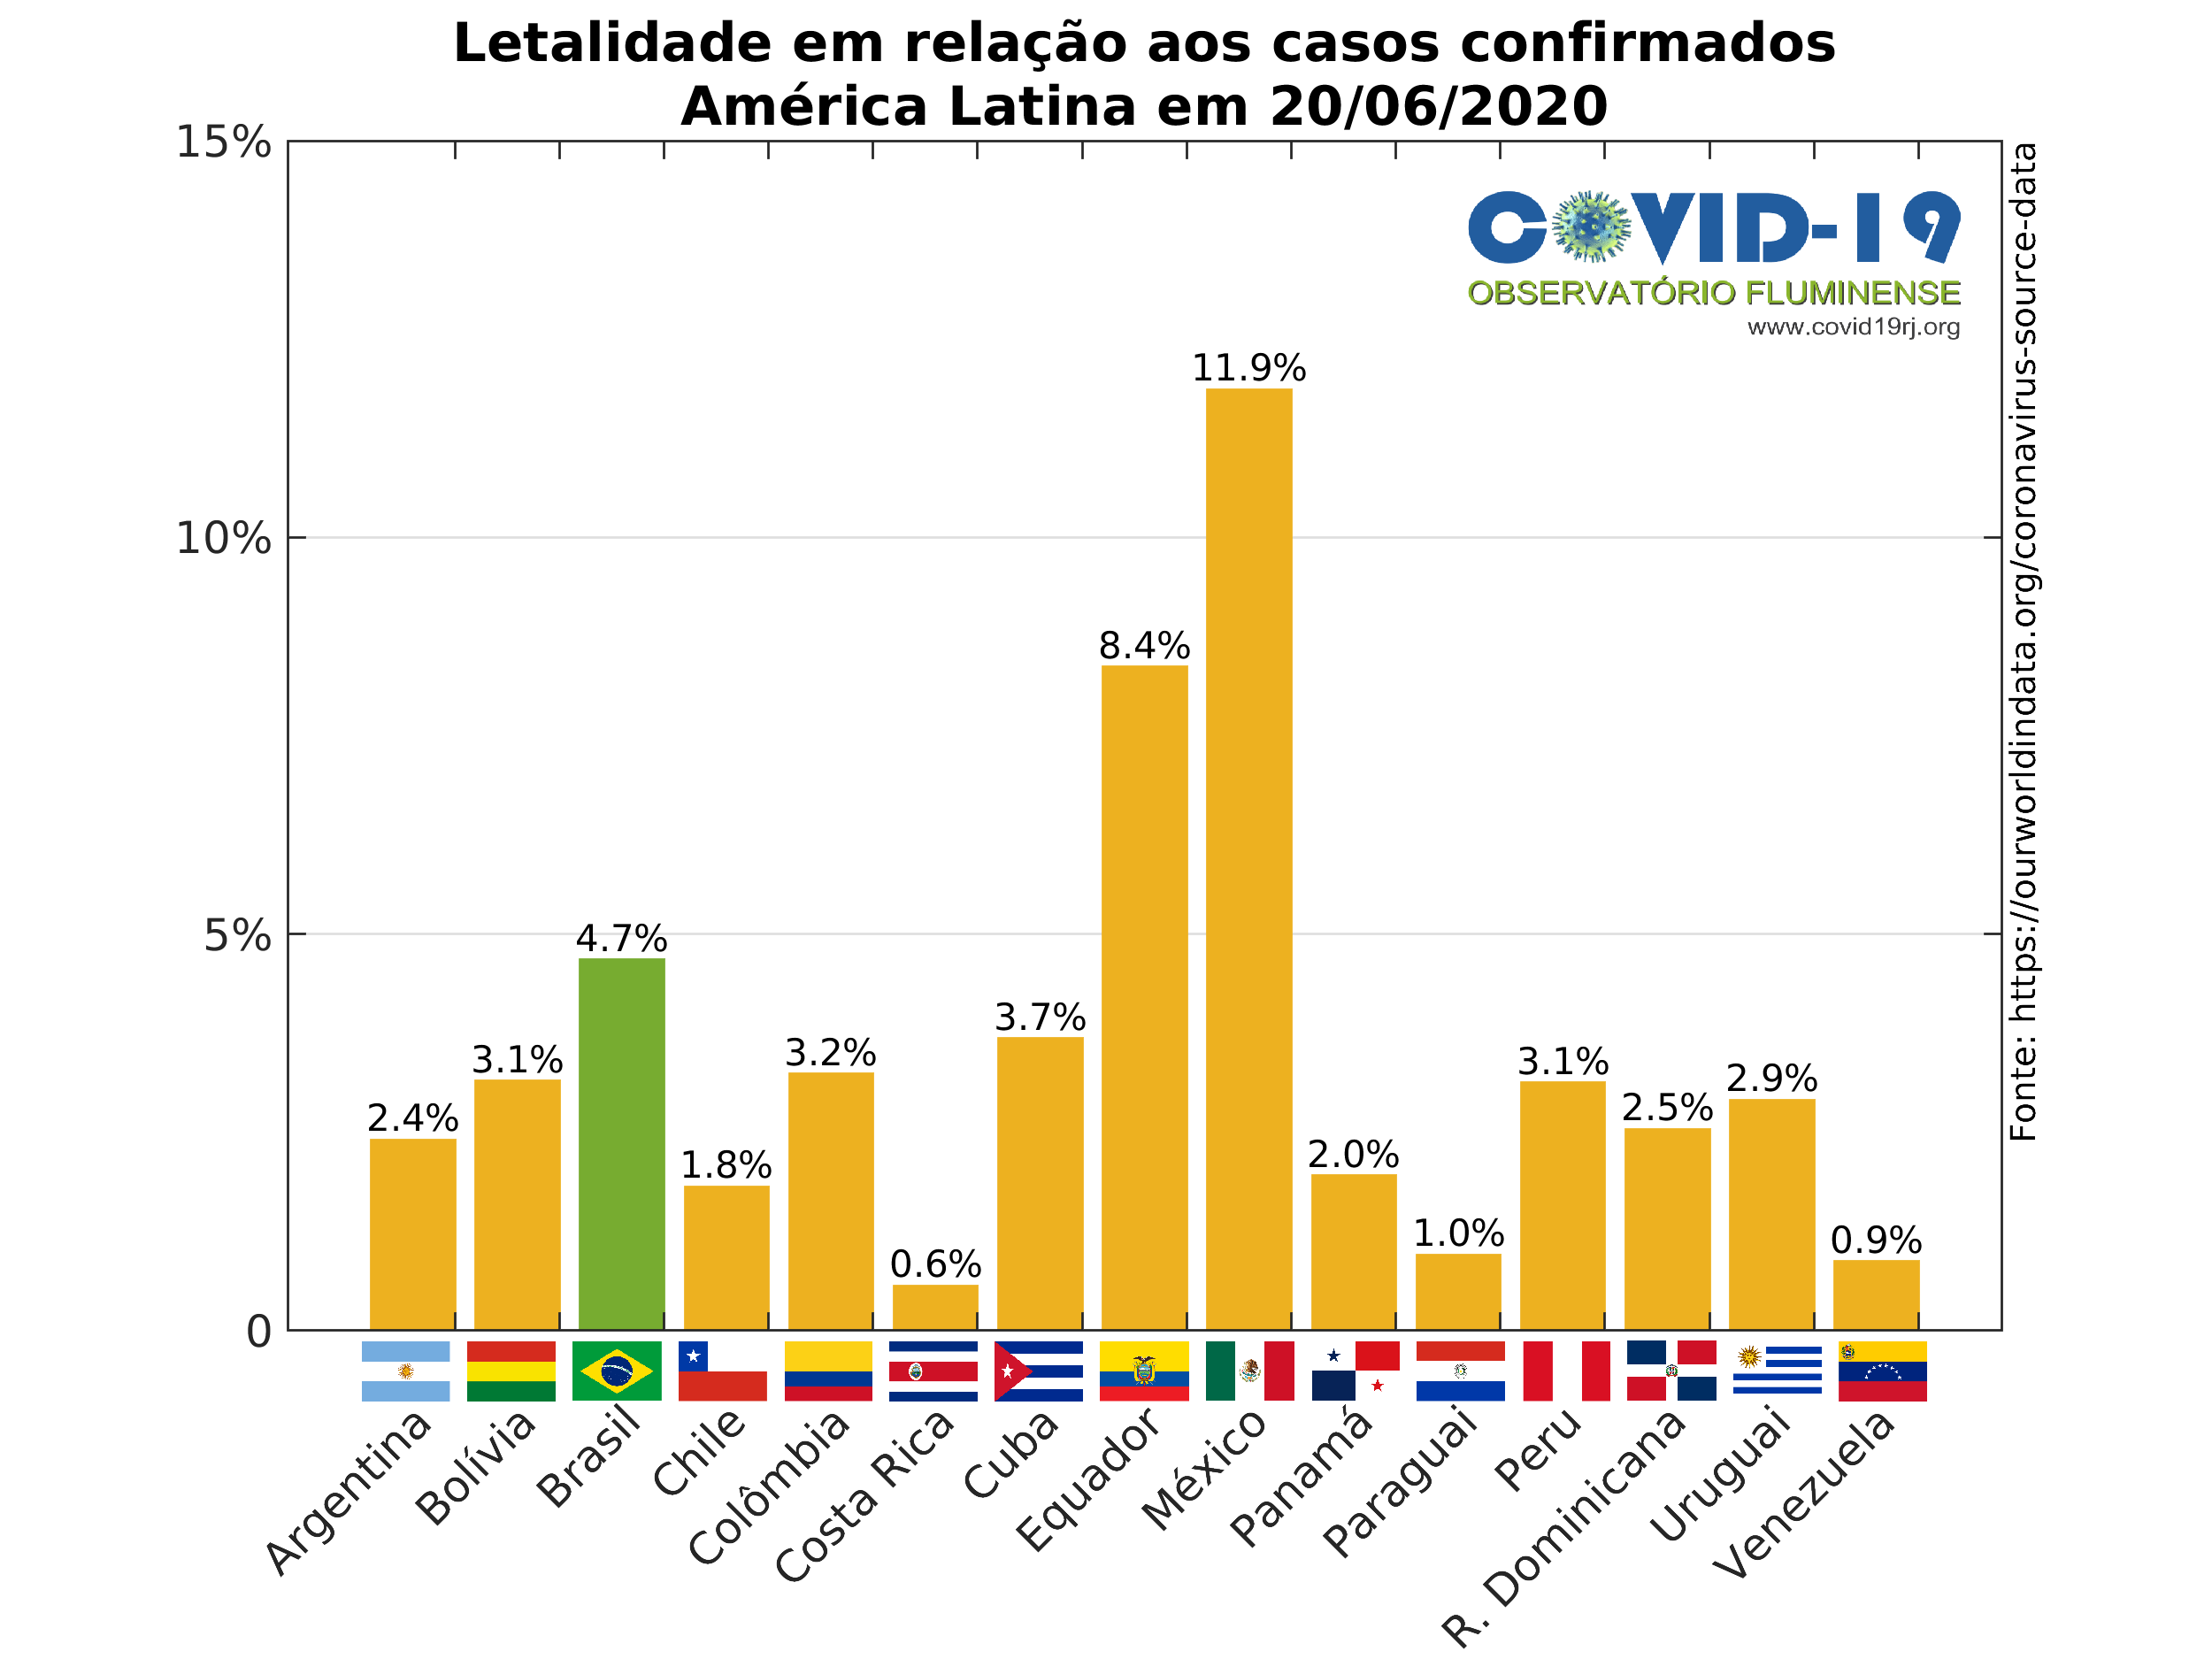 Letalidade em relação aos casos confirmados
América Latina em 20/06/2020
15%
10%
5%
0
COVID-19
OBSERVATÓRIO FLUMINENSE
www.covid19rj.org
Fonte: https://ourworldindata.org/coronavirus-source-data
2.4%
3.1%
4.7%
1.8%
3.2%
0.6%
3.7%
8.4%
11.9%
2.0%
1.0%
3.1%
2.5%
2.9%
0.9%
Argentina
Bolívia
Brasil
Chile
Colômbia
Costa Rica
Cuba
Equador
México
Panamá
Paraguai
Peru
R. Dominicana
Uruguai
Venezuela